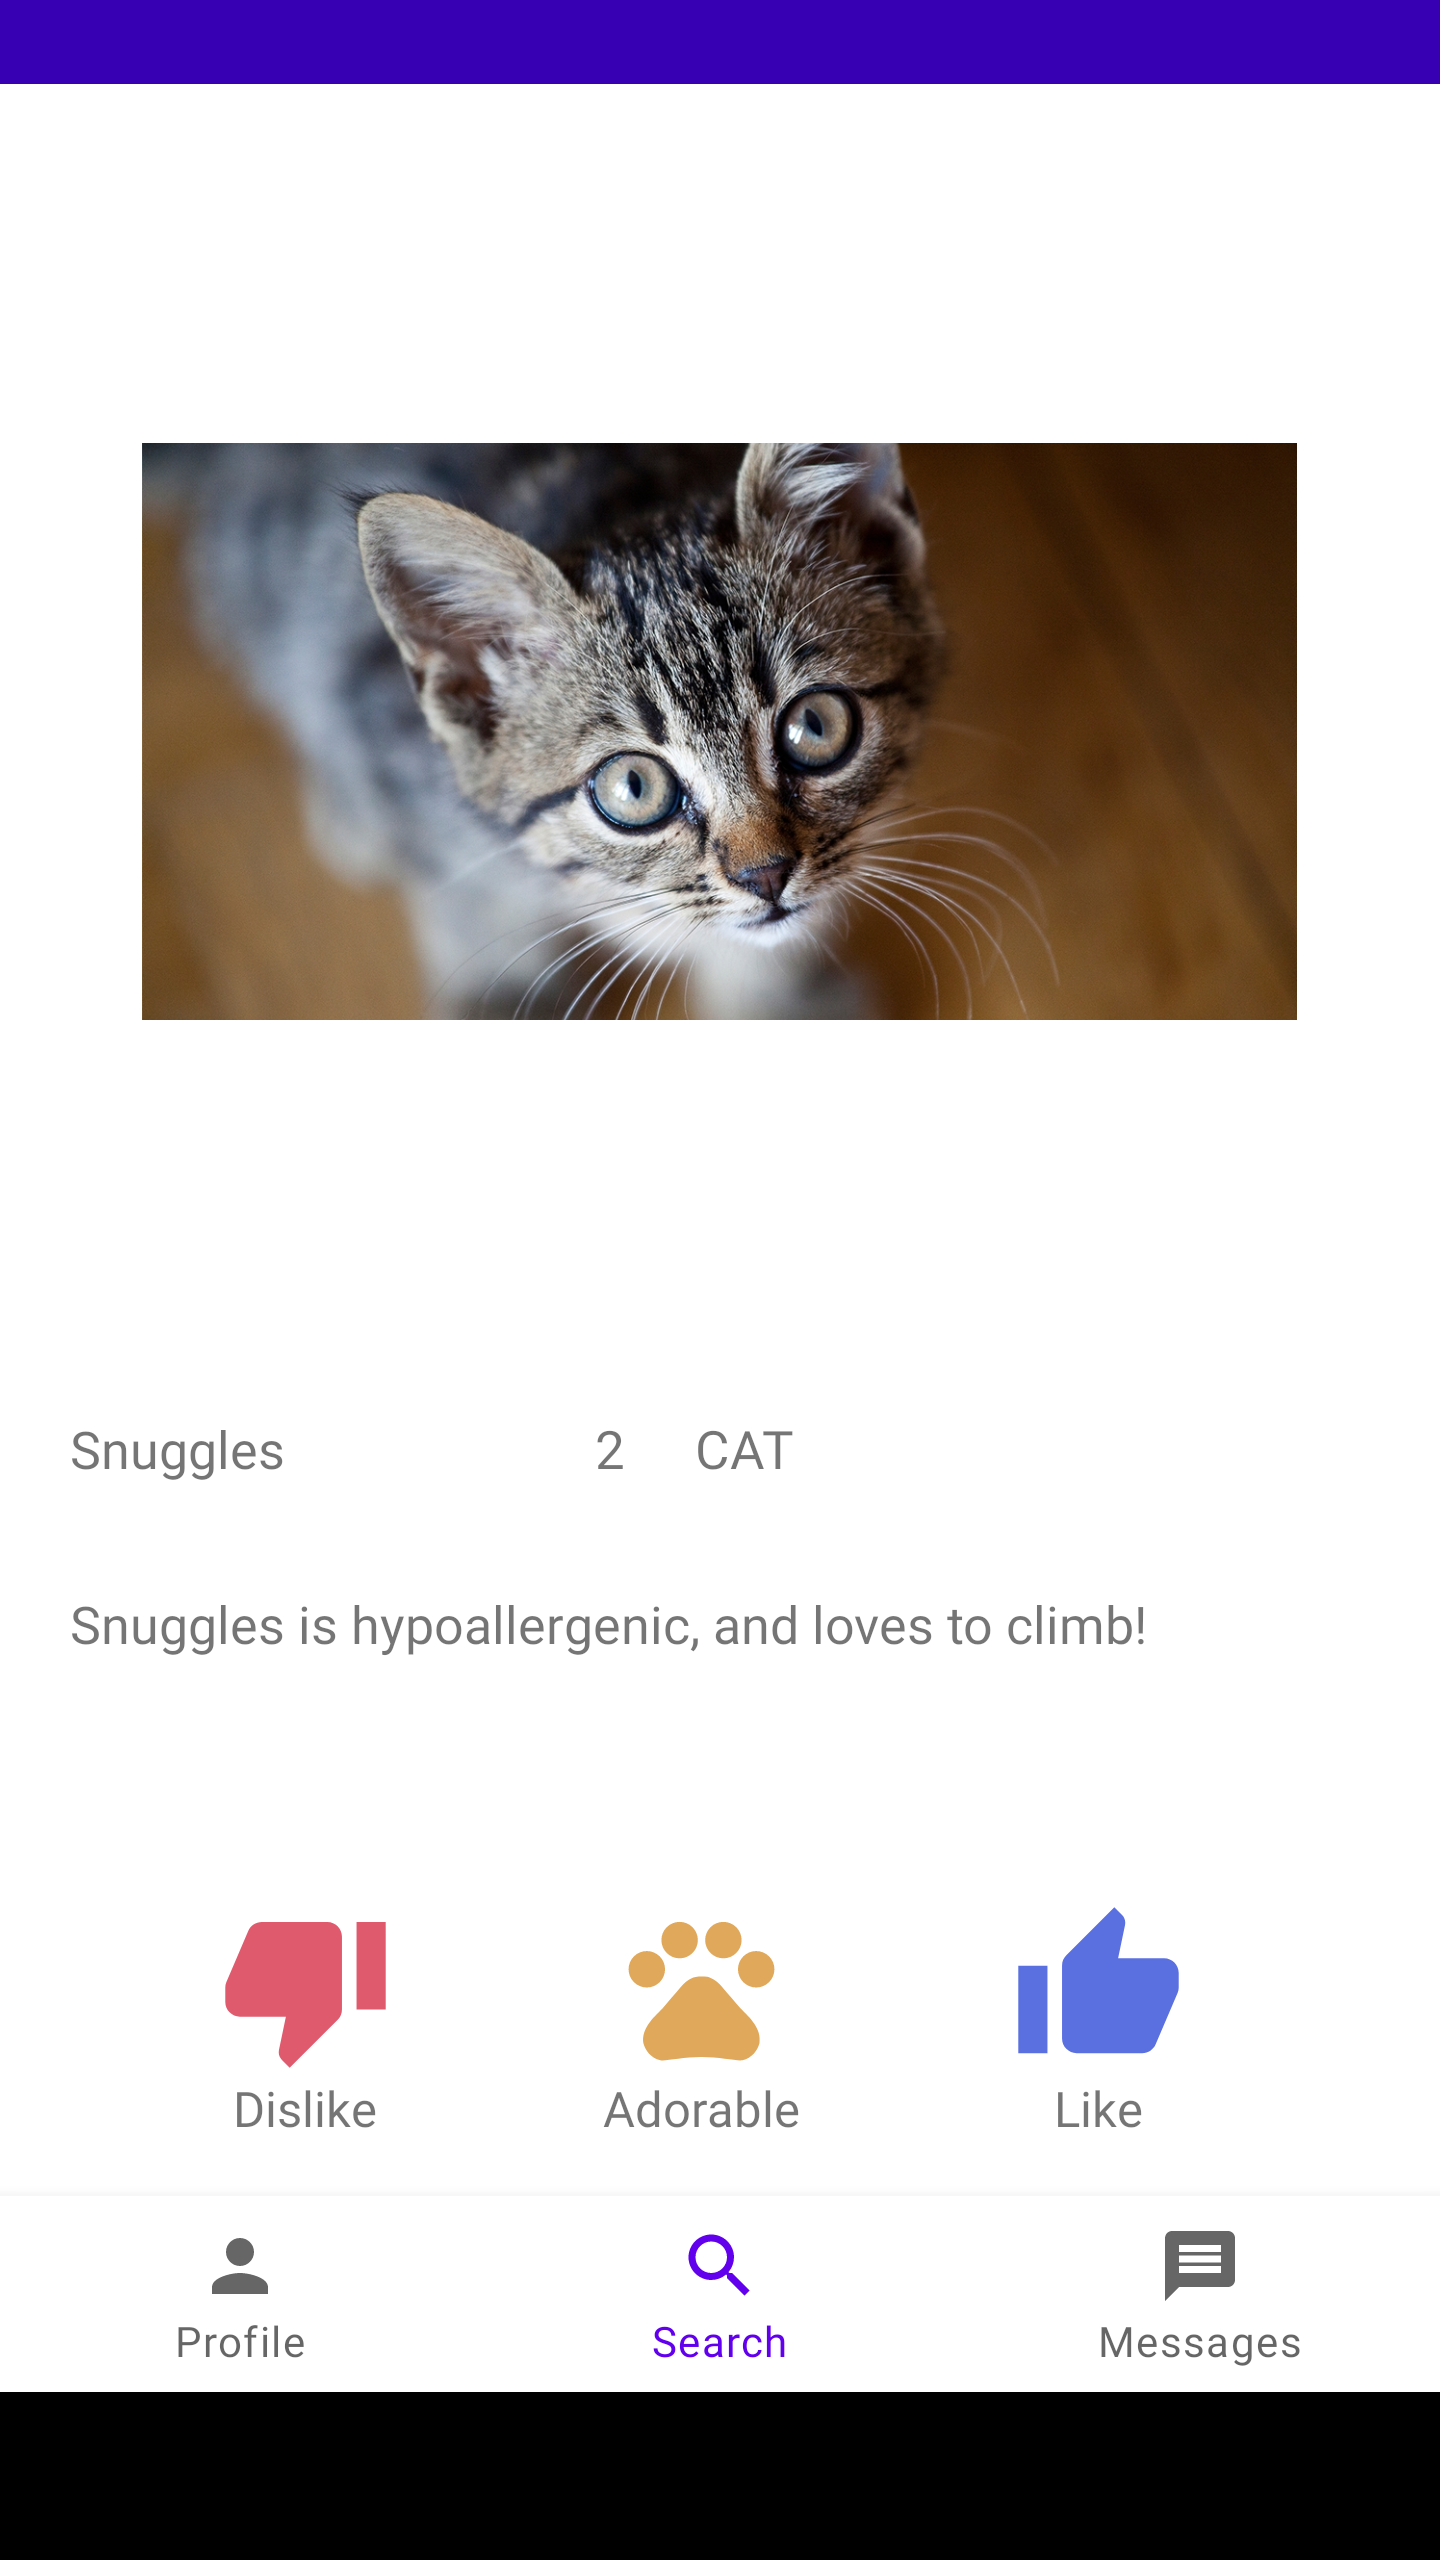 Snuggles 2 CAT
Snuggles is hypoallergenic, and loves to climb!
Dislike Adorable Like
Profile Search Messages